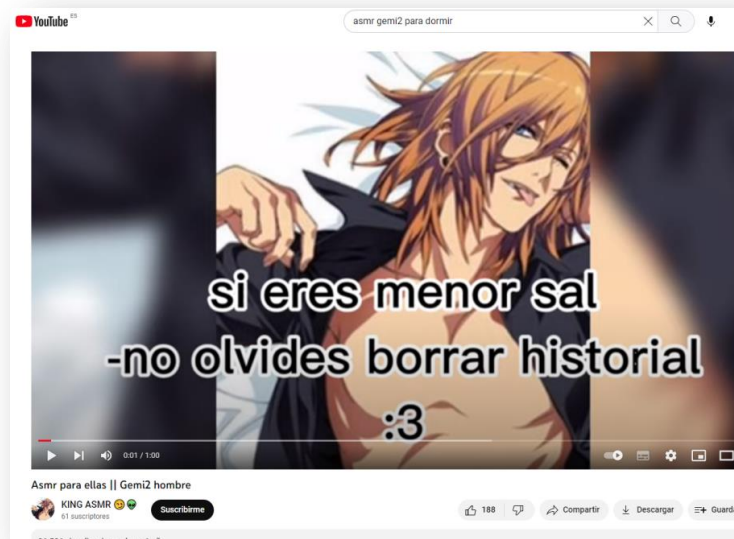 YouTube ES
asmr gemi2 para dormir
si eres menor sal
-no olvides borrar historial
:3
0:01 / 1:00
Asmr para ellas || Gemi2 hombre
KING ASMR 😏👽
61 suscriptores
Suscribirme
188
Compartir
Descargar
Guarda